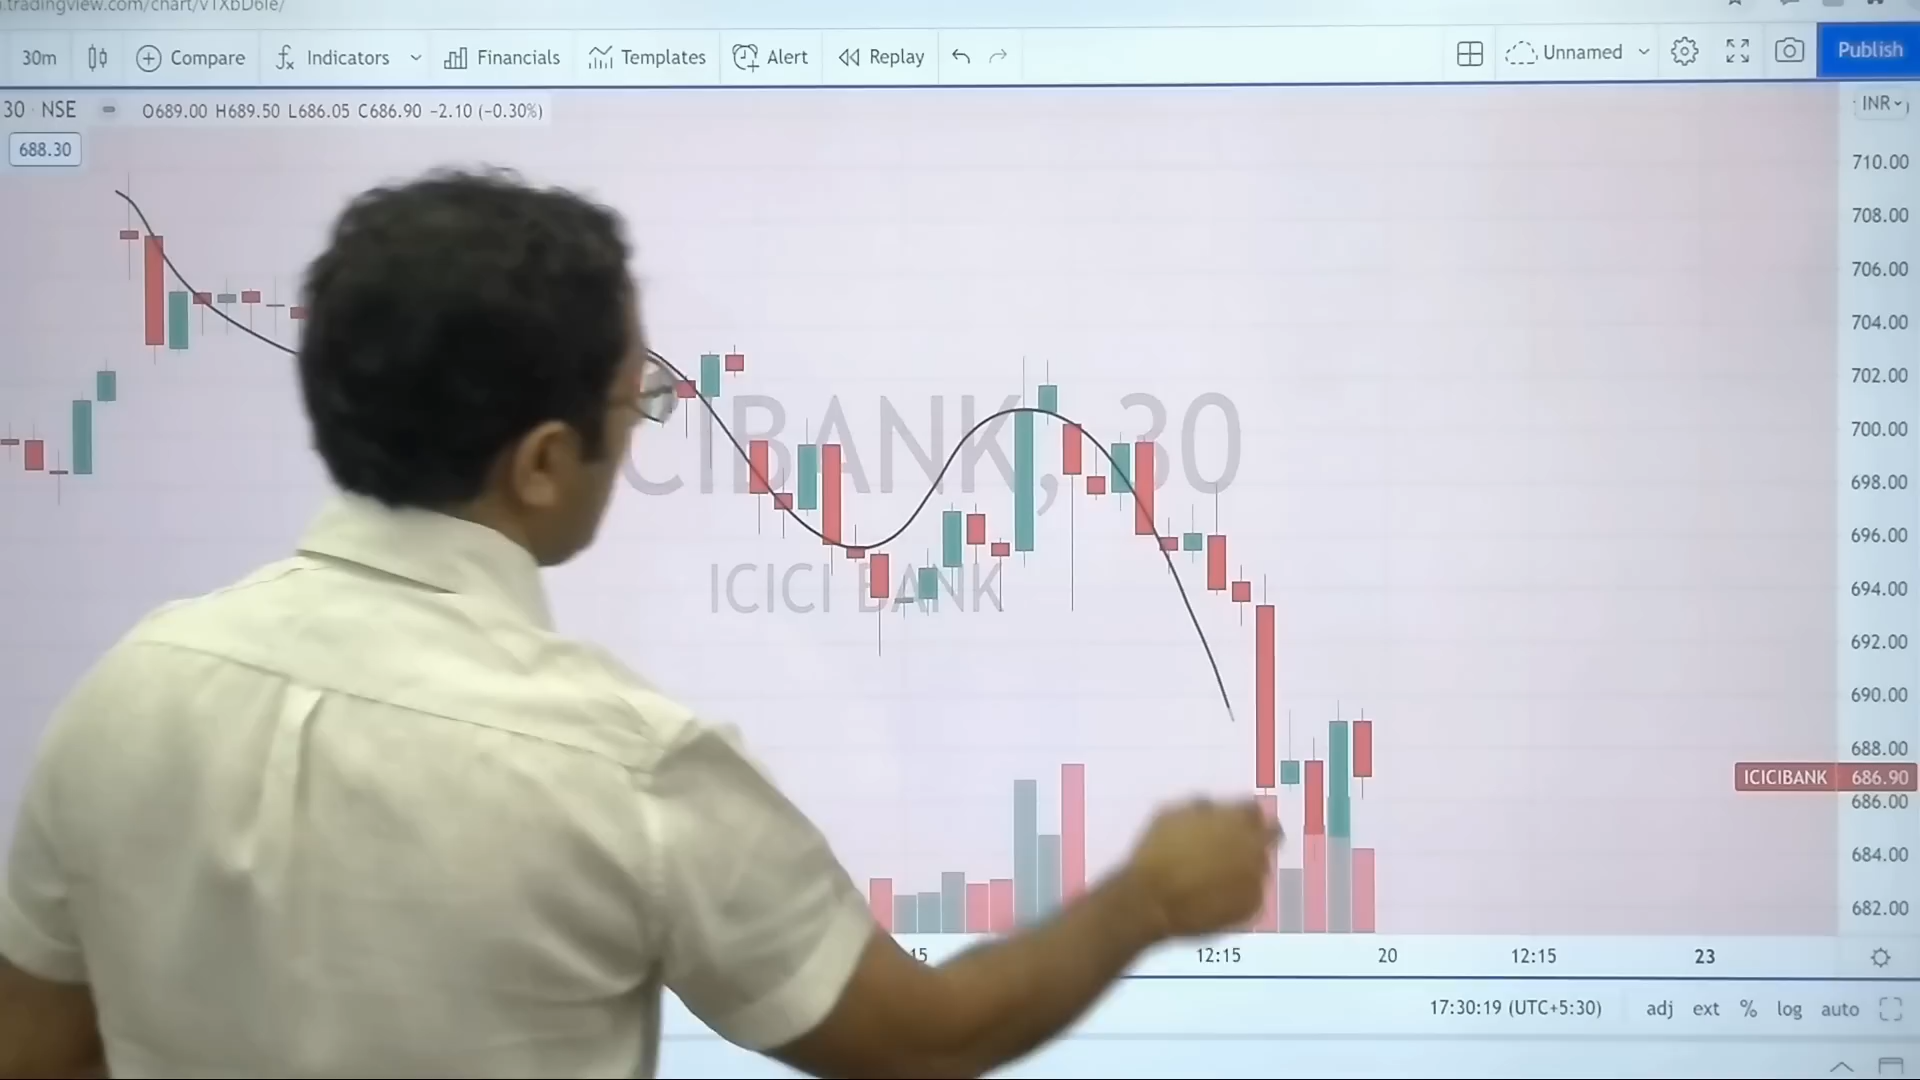 .tradingview.com/chart/vTXbD6ie/
30m Compare Indicators Financials Templates Alert Replay Unnamed Publish
30 · NSE O689.00 H689.50 L686.05 C686.90 −2.10 (−0.30%)
INR
688.30
710.00
708.00
706.00
704.00
702.00
700.00
698.00
696.00
694.00
692.00
690.00
688.00
ICICIBANK 686.90
686.00
684.00
682.00
CIBANK, 30
ICICI BANK
15 12:15 20 12:15 23
17:30:19 (UTC+5:30) adj ext % log auto